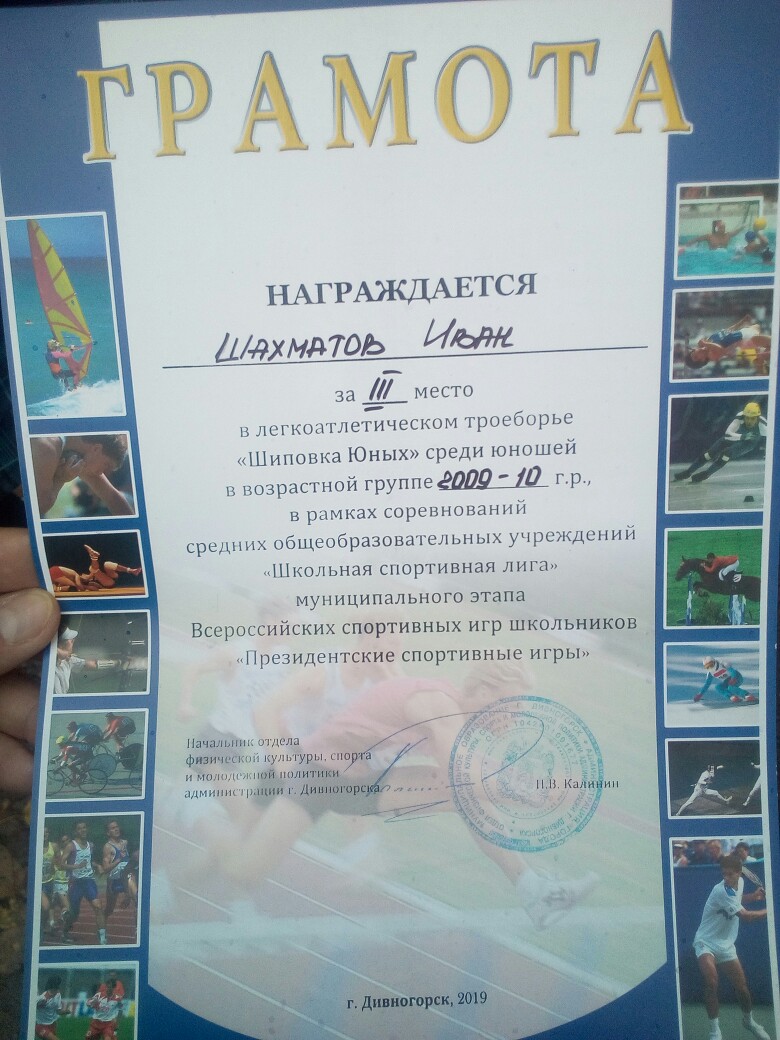 ГРАМОТА
НАГРАЖДАЕТСЯ
ШАХМАТОВ ИВАН
за III место
в легкоатлетическом троеборье
«Шиповка Юных» среди юношей
в возрастной группе 2009-10 г.р.,
в рамках соревнований
средних общеобразовательных учреждений
«Школьная спортивная лига»
муниципального этапа
Всероссийских спортивных игр школьников
«Президентские спортивные игры»
Начальник отдела
физической культуры, спорта
и молодежной политики
администрации г. Дивногорска
П.В. Калинин
г. Дивногорск, 2019